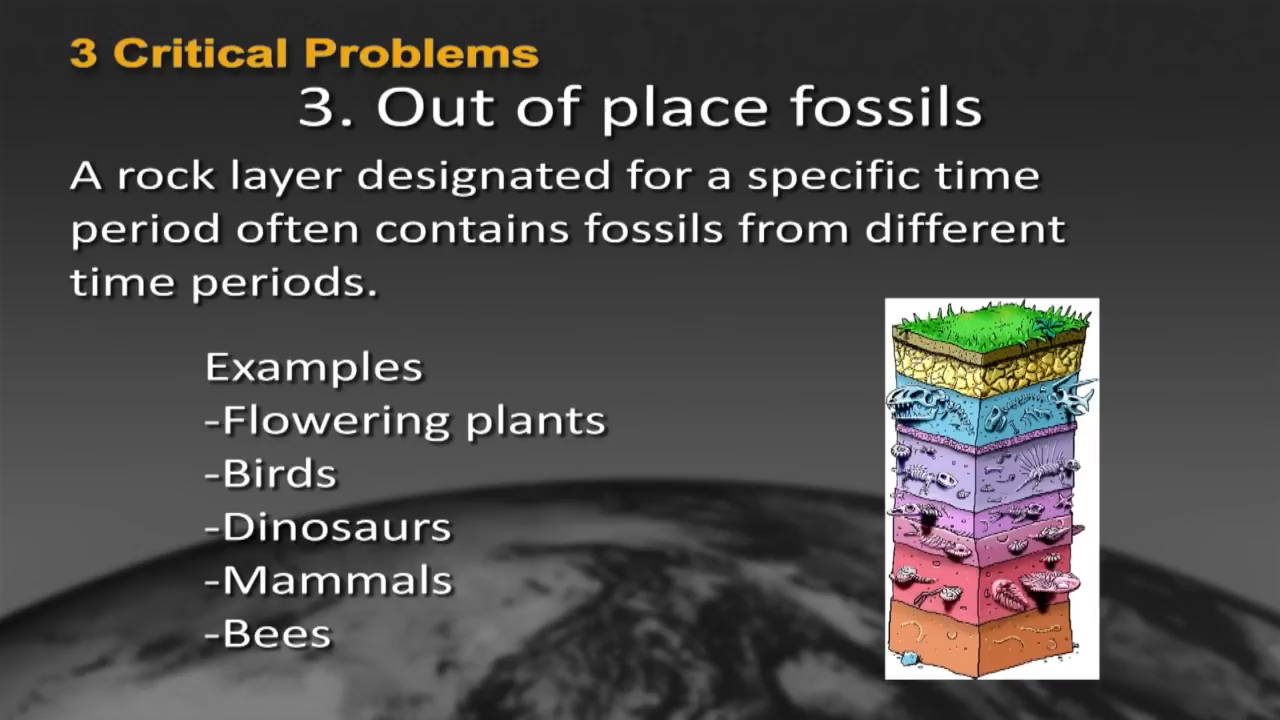 3 Critical Problems
3. Out of place fossils
A rock layer designated for a specific time
period often contains fossils from different
time periods.
Examples
-Flowering plants
-Birds
-Dinosaurs
-Mammals
-Bees